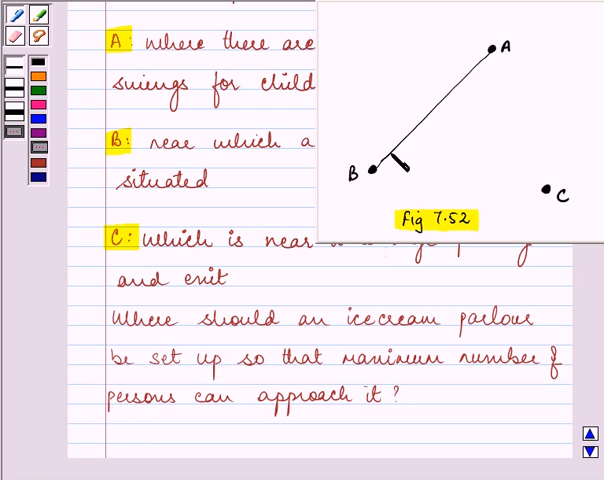 A: where there are
swings for child
B: near which a
situated
C: which is near
and exit
Where should an icecream parlour
be set up so that maximum number of
persons can approach it?
A
B
C
Fig 7.52